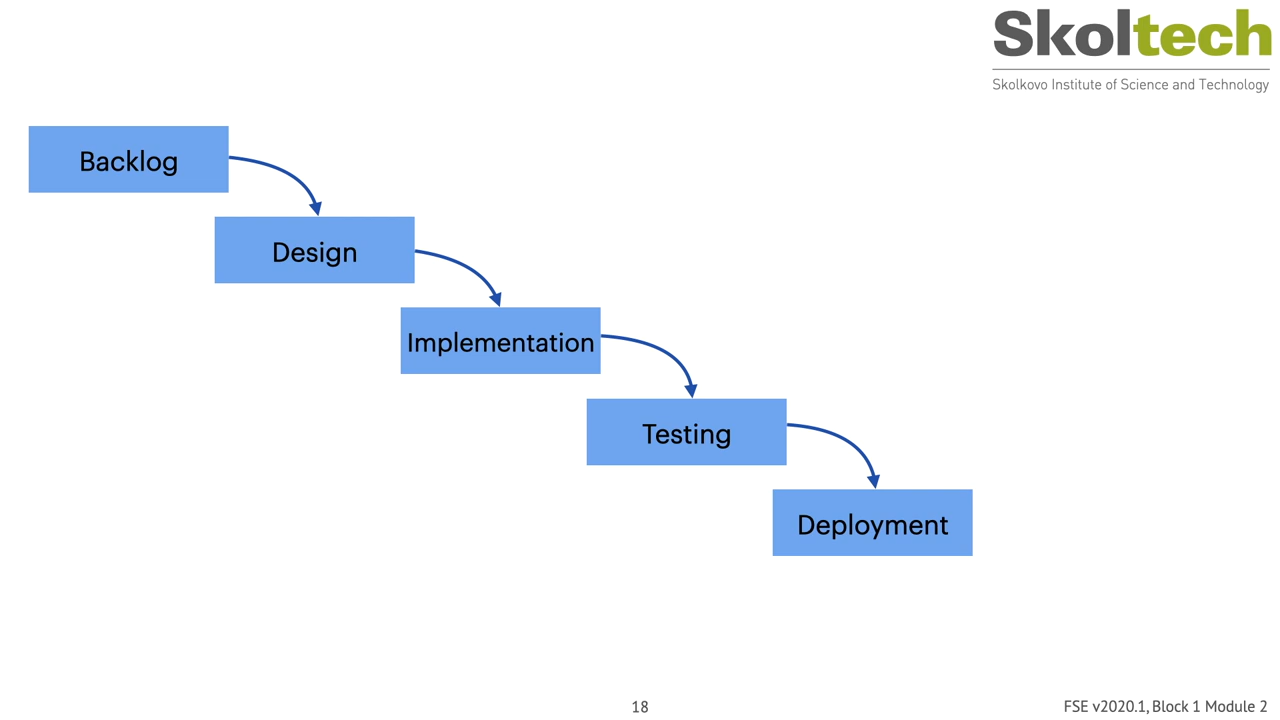 Skoltech
Skolkovo Institute of Science and Technology
Backlog
Design
Implementation
Testing
Deployment
18
FSE v2020.1, Block 1 Module 2